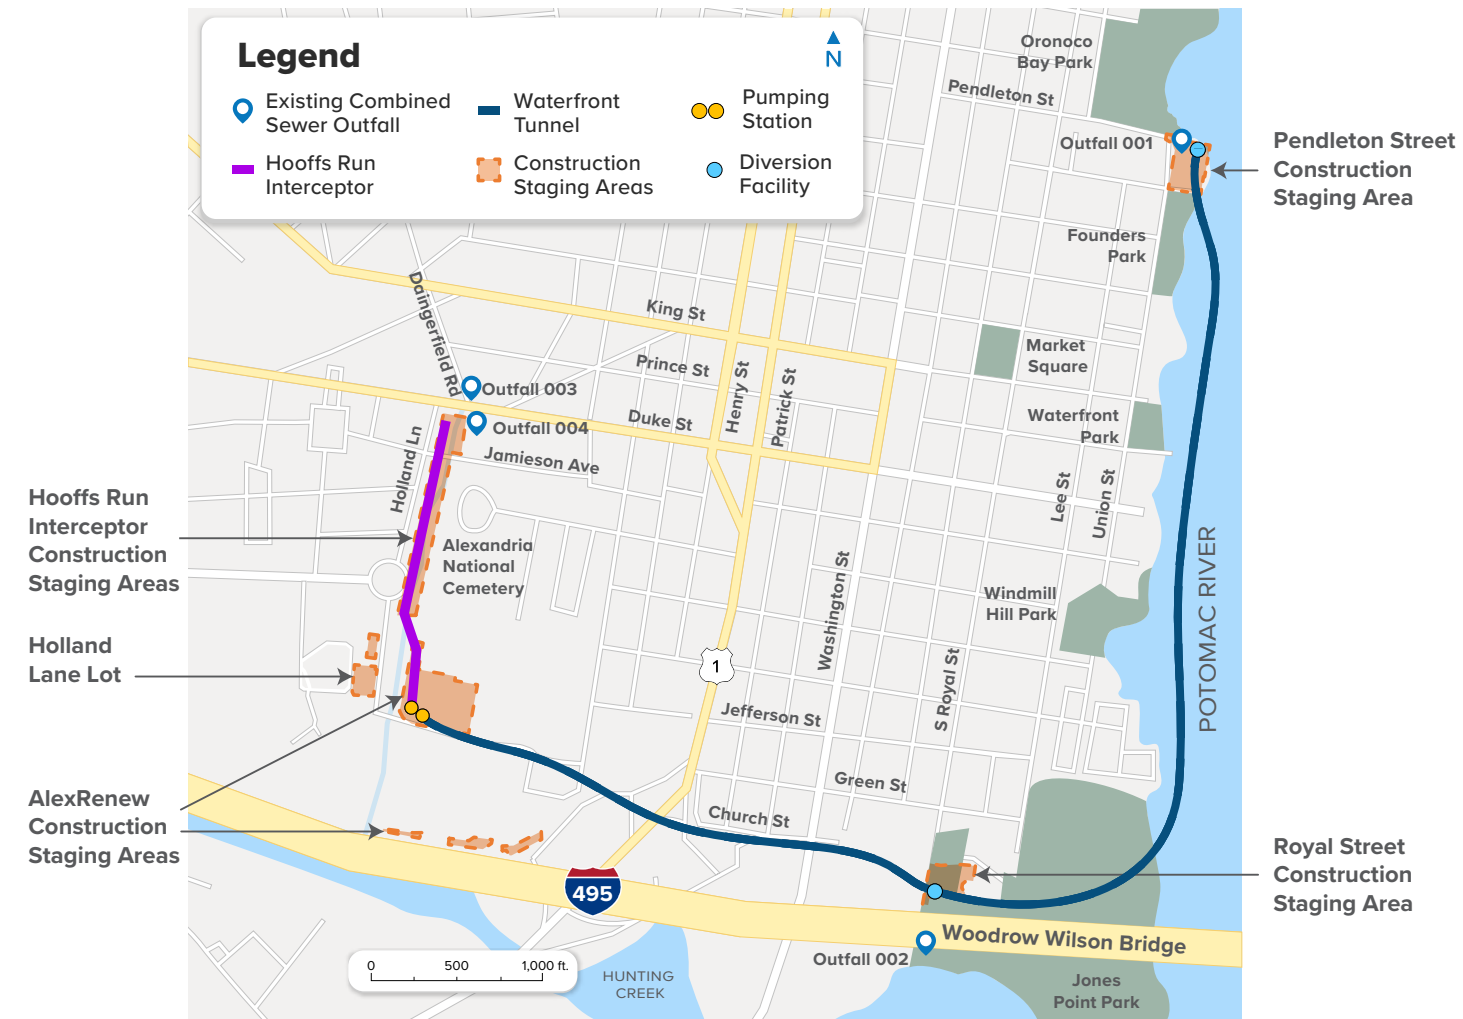 Legend
N
Existing Combined
Sewer Outfall
Waterfront
Tunnel
Pumping
Station
Hooffs Run
Interceptor
Construction
Staging Areas
Diversion
Facility
Oronoco
Bay Park
Pendleton St
Outfall 001
Pendleton Street
Construction
Staging Area
Founders
Park
Daingerfield Rd
King St
Market
Square
Prince St
Henry St
Patrick St
Outfall 003
Duke St
Outfall 004
Waterfront
Park
Jamieson Ave
Holland Ln
Lee St
Union St
Hooffs Run
Interceptor
Construction
Staging Areas
Alexandria
National
Cemetery
POTOMAC RIVER
Washington St
Windmill
Hill Park
Holland
Lane Lot
1
S Royal St
Jefferson St
Green St
Church St
AlexRenew
Construction
Staging Areas
Royal Street
Construction
Staging Area
495
Woodrow Wilson Bridge
Outfall 002
0 500 1,000 ft.
HUNTING
CREEK
Jones
Point Park